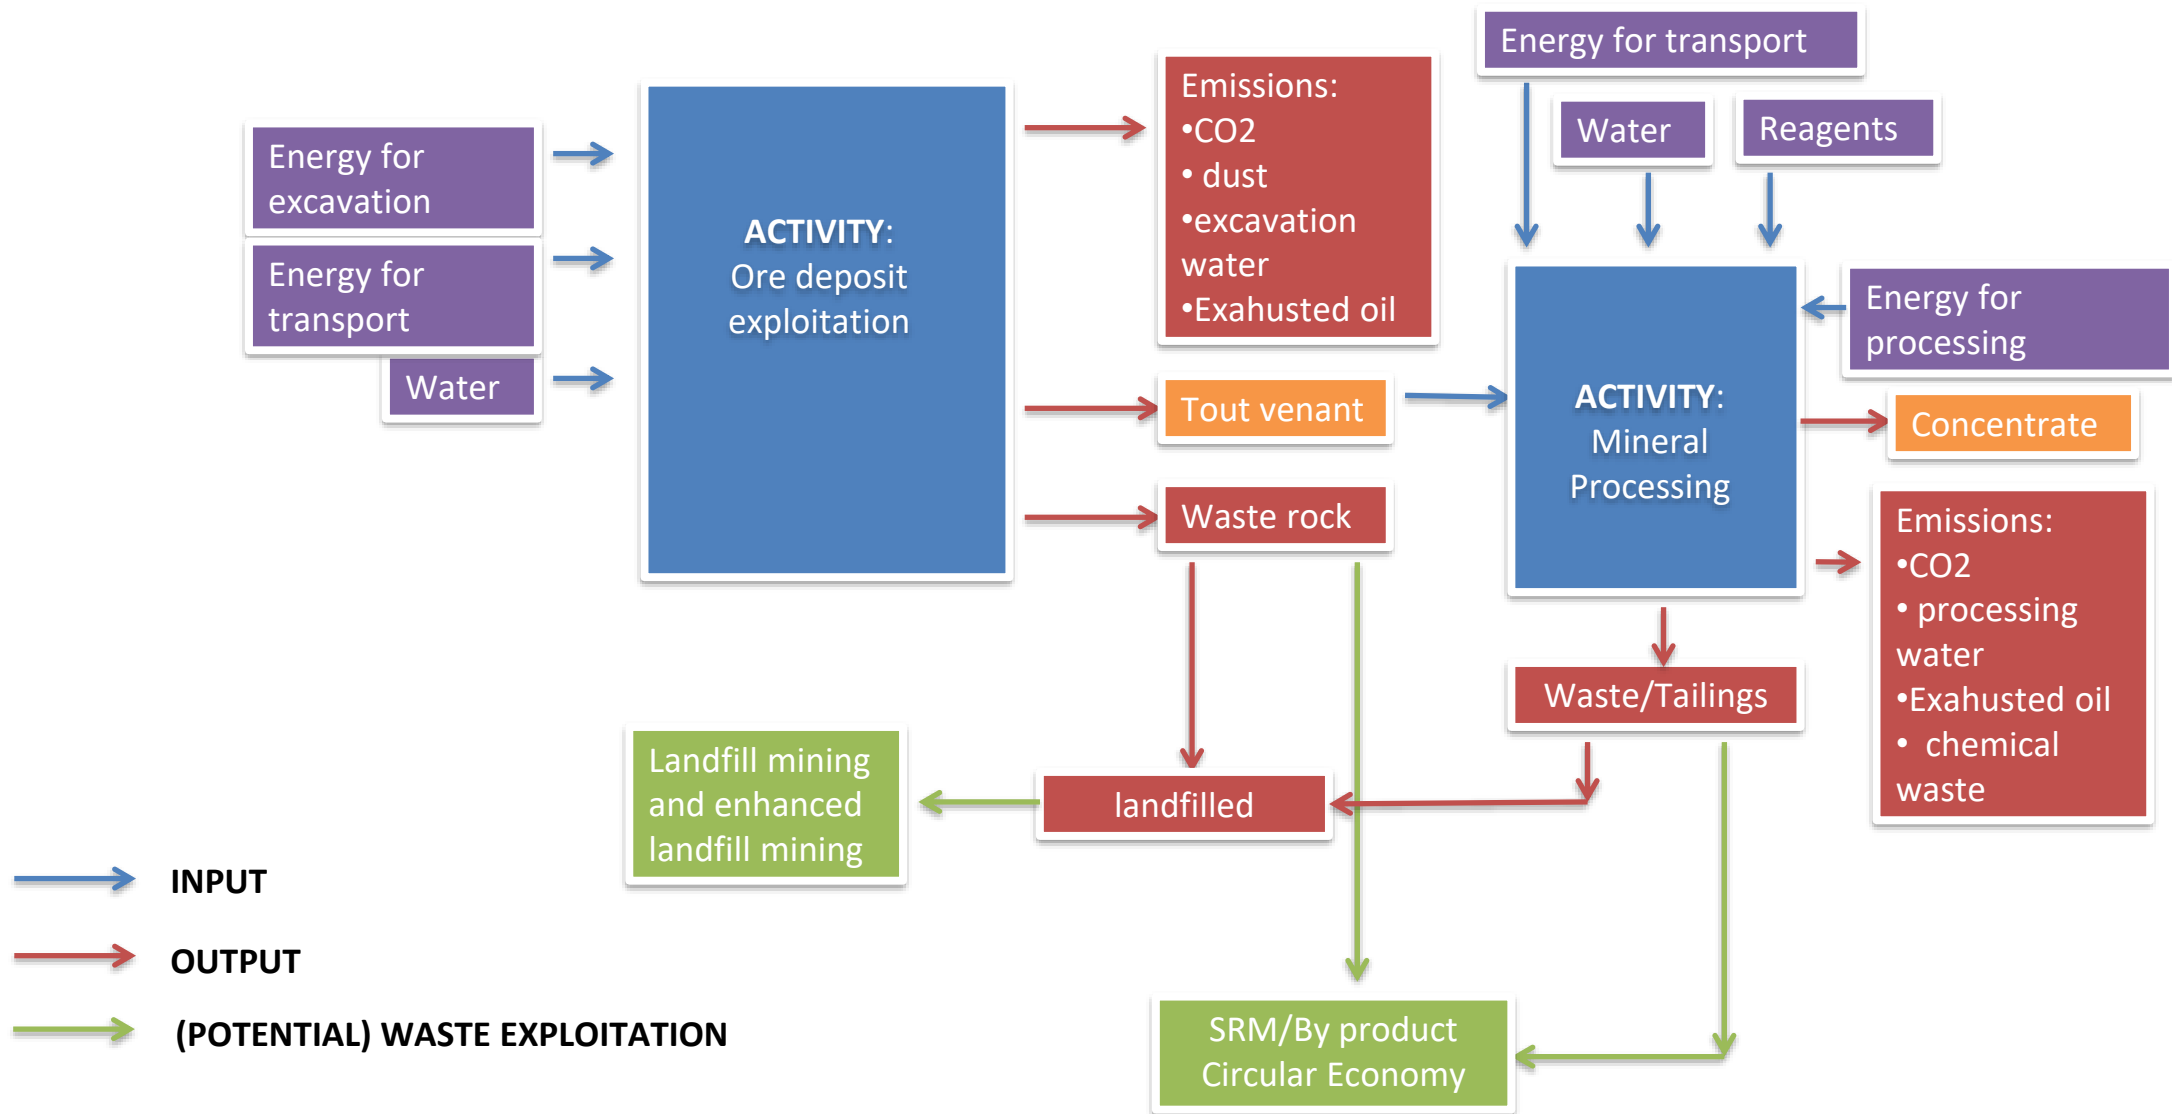 Energy for
excavation
Energy for
transport
Water
ACTIVITY:
Ore deposit
exploitation
Emissions:
•CO2
• dust
•excavation
water
•Exahusted oil
Tout venant
Waste rock
Energy for transport
Water
Reagents
ACTIVITY:
Mineral
Processing
Energy for
processing
Concentrate
Emissions:
•CO2
• processing
water
•Exahusted oil
• chemical
waste
Waste/Tailings
landfilled
Landfill mining
and enhanced
landfill mining
SRM/By product
Circular Economy
INPUT
OUTPUT
(POTENTIAL) WASTE EXPLOITATION